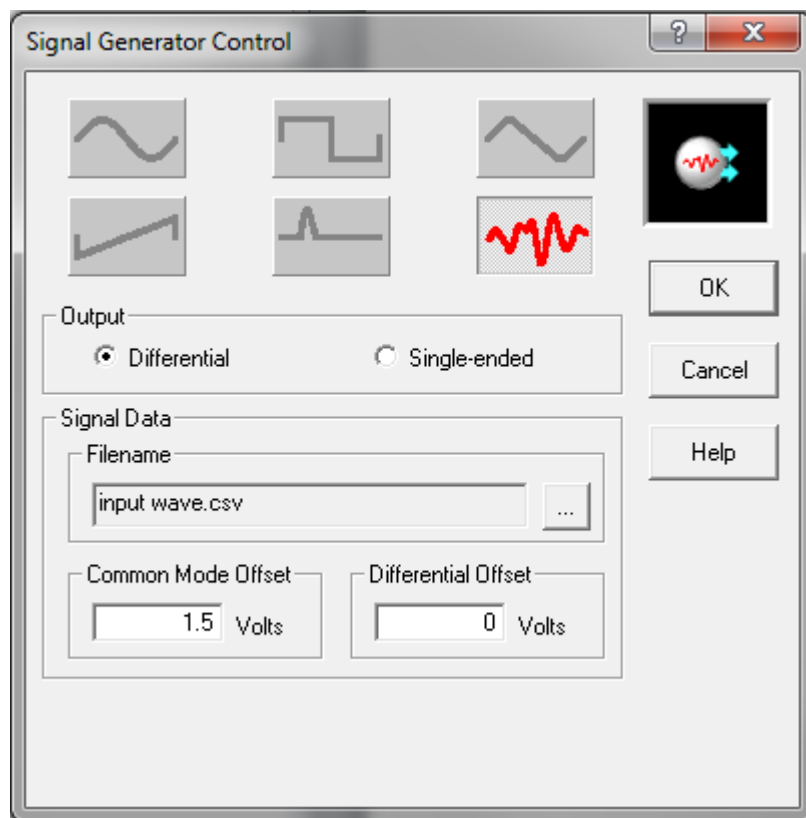 Signal Generator Control
?
X
Output
Differential
Single-ended
Signal Data
Filename
input wave.csv
...
Common Mode Offset
1.5 Volts
Differential Offset
0 Volts
OK
Cancel
Help